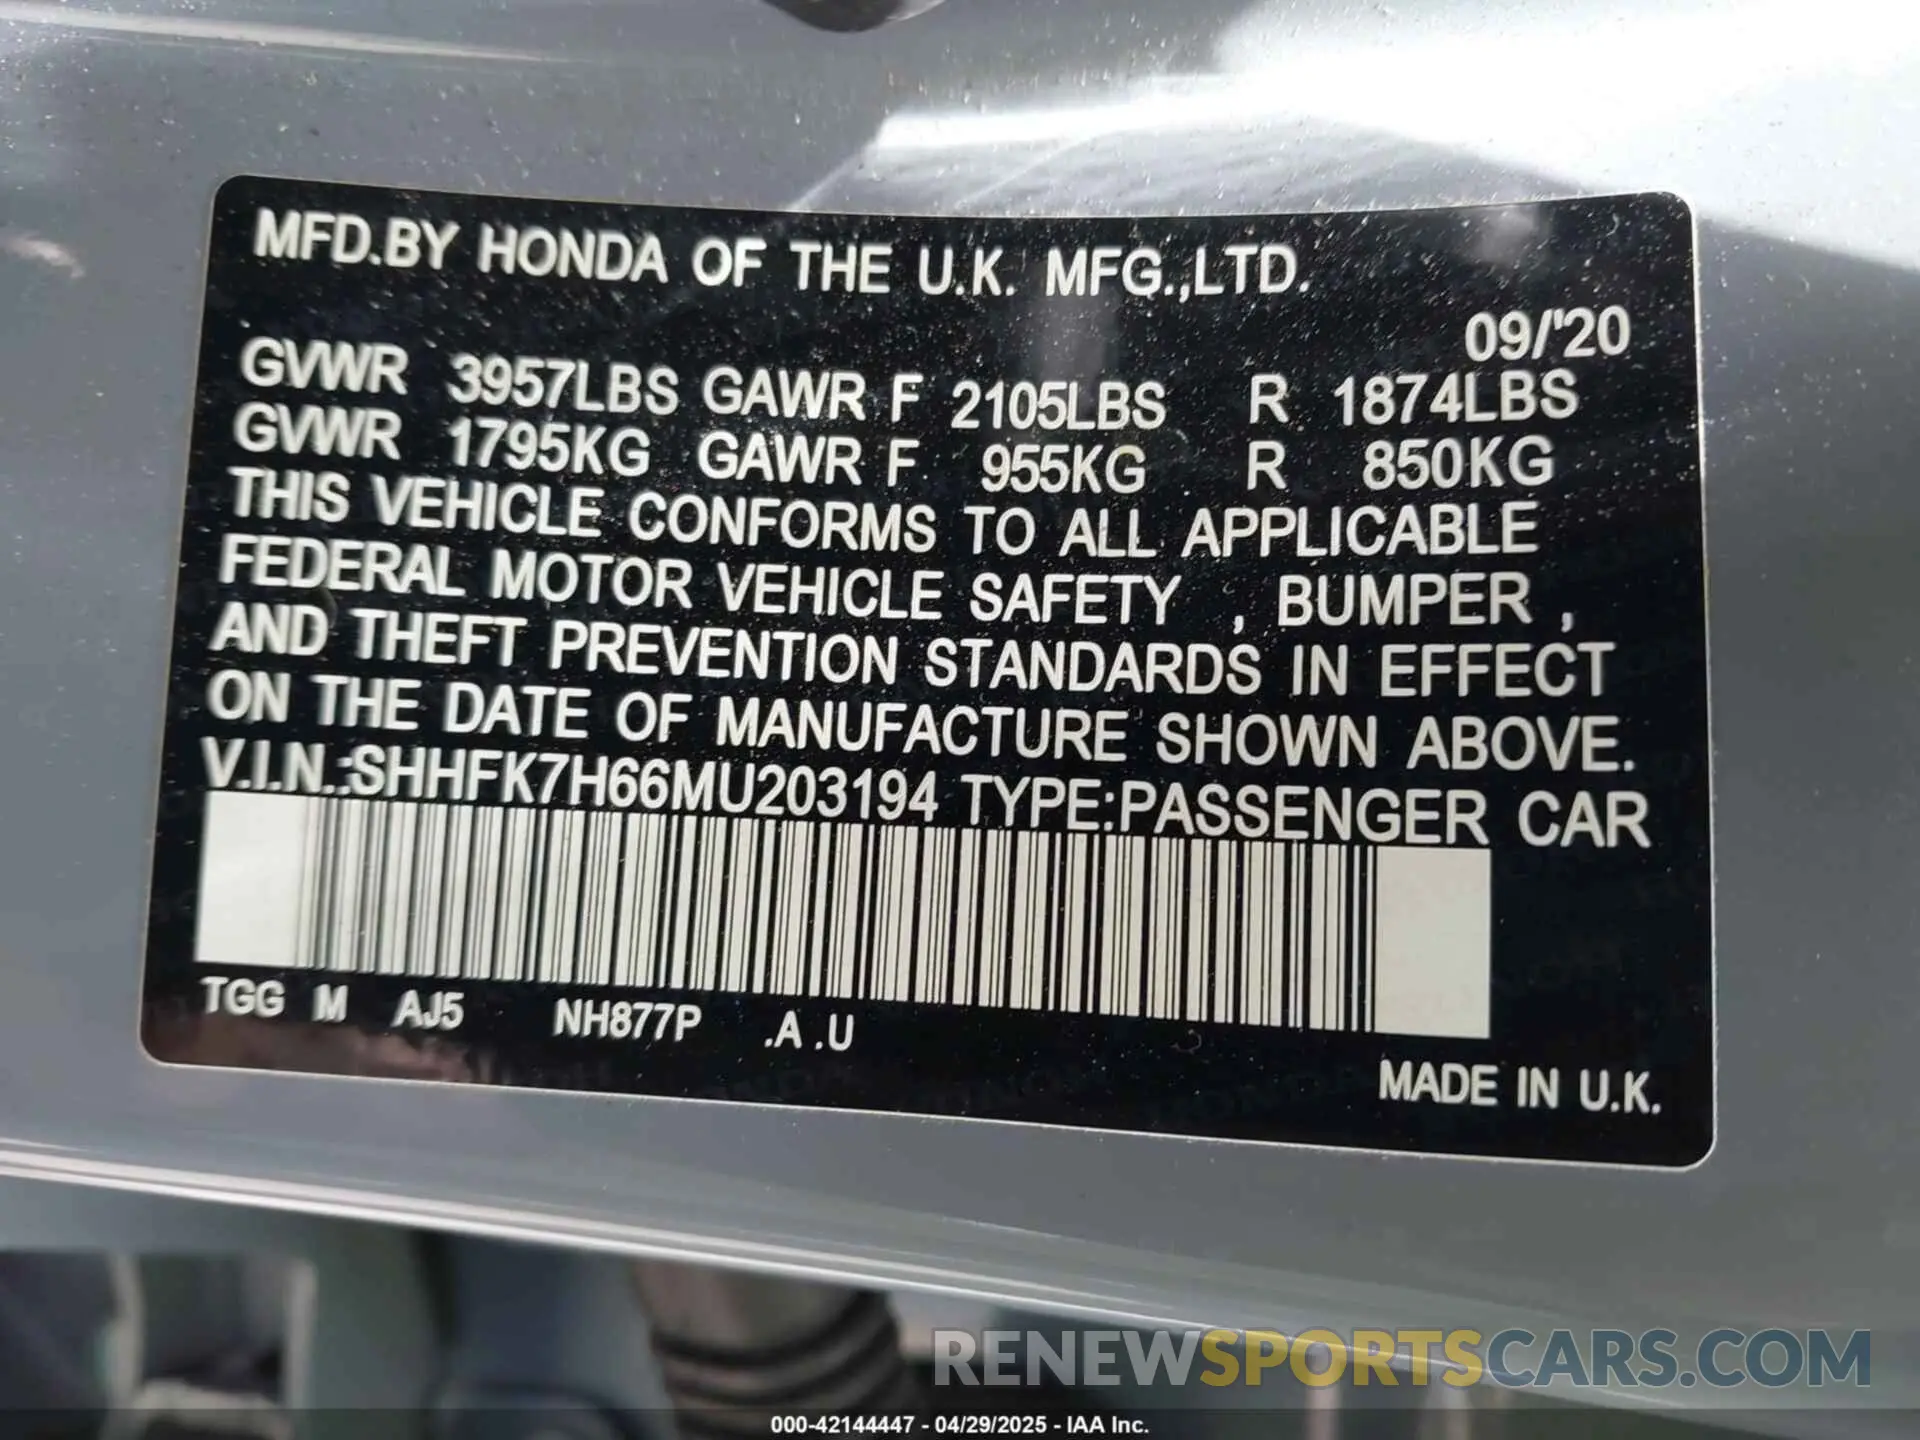 MFD.BY HONDA OF THE U.K. MFG.,LTD.
09/'20
GVWR 3957LBS GAWR F 2105LBS R 1874LBS
GVWR 1795KG GAWR F 955KG R 850KG
THIS VEHICLE CONFORMS TO ALL APPLICABLE
FEDERAL MOTOR VEHICLE SAFETY , BUMPER ,
AND THEFT PREVENTION STANDARDS IN EFFECT
ON THE DATE OF MANUFACTURE SHOWN ABOVE.
V.I.N.:SHHFK7H66MU203194 TYPE:PASSENGER CAR
TGG M AJ5 NH877P .A .U
MADE IN U.K.
RENEWSPORTSCARS.COM
000-42144447 - 04/29/2025 - IAA Inc.